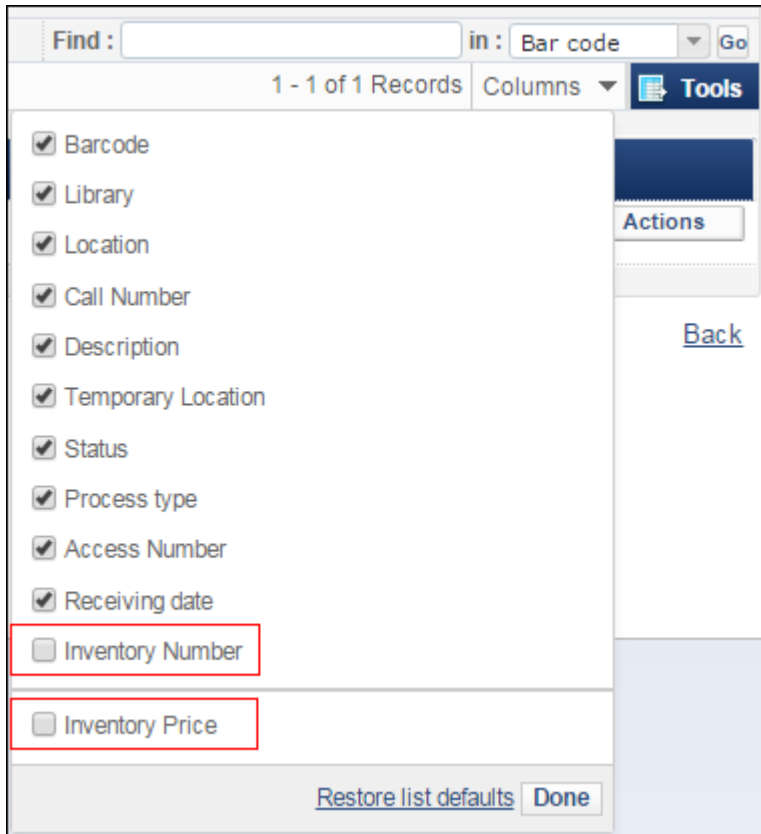 Find : in : Bar code Go
1 - 1 of 1 Records Columns Tools
Barcode
Library
Location
Actions
Call Number
Description
Back
Temporary Location
Status
Process type
Access Number
Receiving date
Inventory Number
Inventory Price
Restore list defaults Done